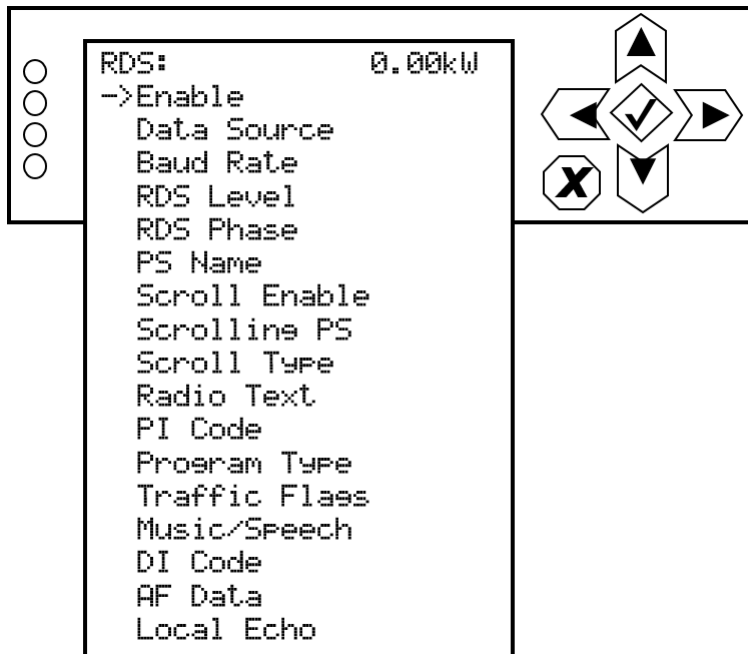 RDS: 0.00kW
->Enable
Data Source
Baud Rate
RDS Level
RDS Phase
PS Name
Scroll Enable
Scrolling PS
Scroll Type
Radio Text
PI Code
Program Type
Traffic Flags
Music/Speech
DI Code
AF Data
Local Echo
X